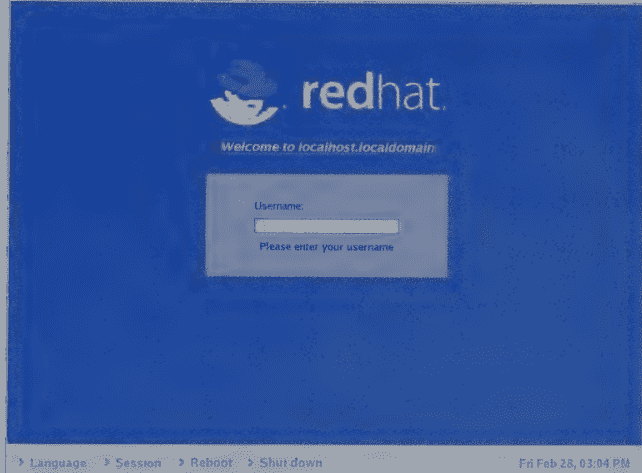 redhat.
Welcome to localhost.localdomain
Username:
Please enter your username
Language Session Reboot Shut down Fri Feb 28, 03:04 PM